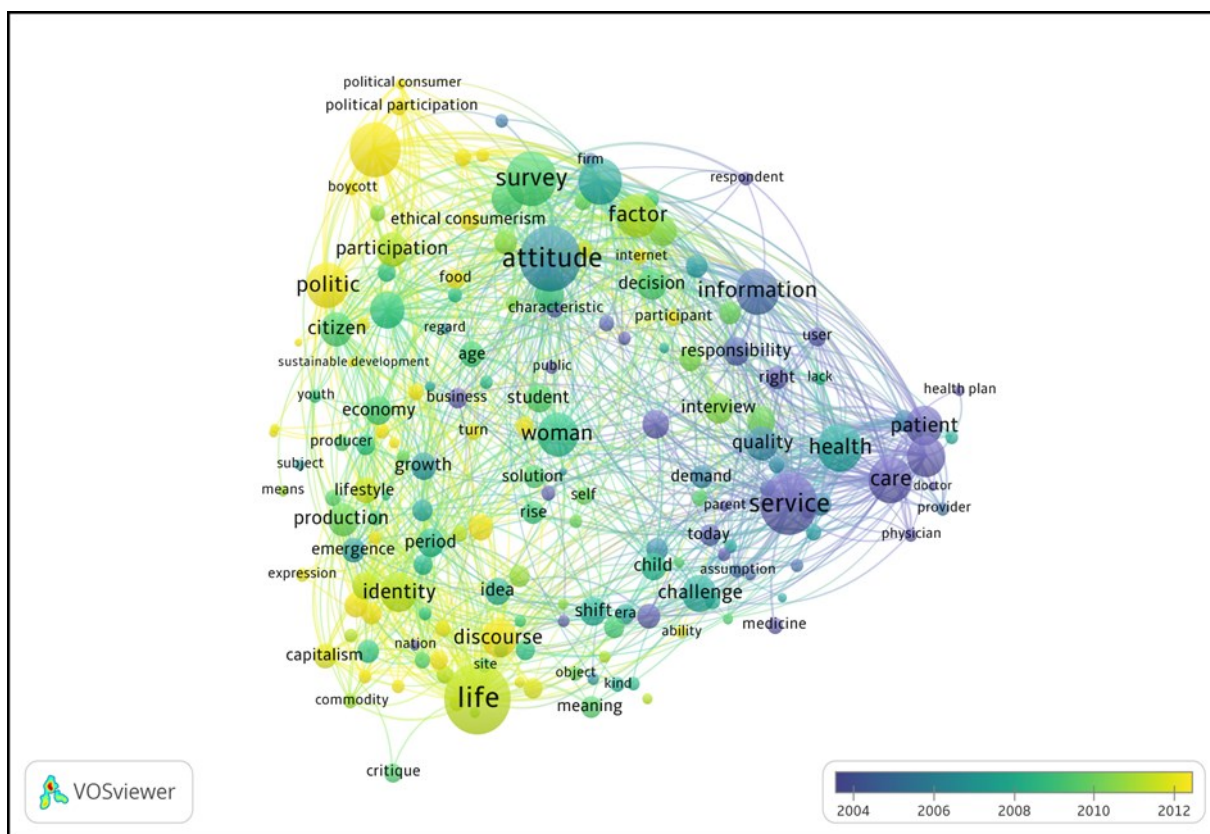 political consumer
political participation
firm
survey
respondent
boycott
factor
ethical consumerism
participation
attitude
internet
food
decision
politic
information
characteristic
participant
citizen
regard
user
responsibility
age
sustainable development
public
right
lack
health plan
youth
business
student
economy
interview
patient
turn
woman
producer
quality
health
subject
growth
solution
demand
care
doctor
means
lifestyle
self
service
parent
provider
production
rise
emergence
period
today
physician
child
assumption
expression
identity
idea
challenge
shift
era
medicine
discourse
ability
nation
capitalism
site
object
kind
commodity
life
meaning
critique
VOSviewer
2004 2006 2008 2010 2012